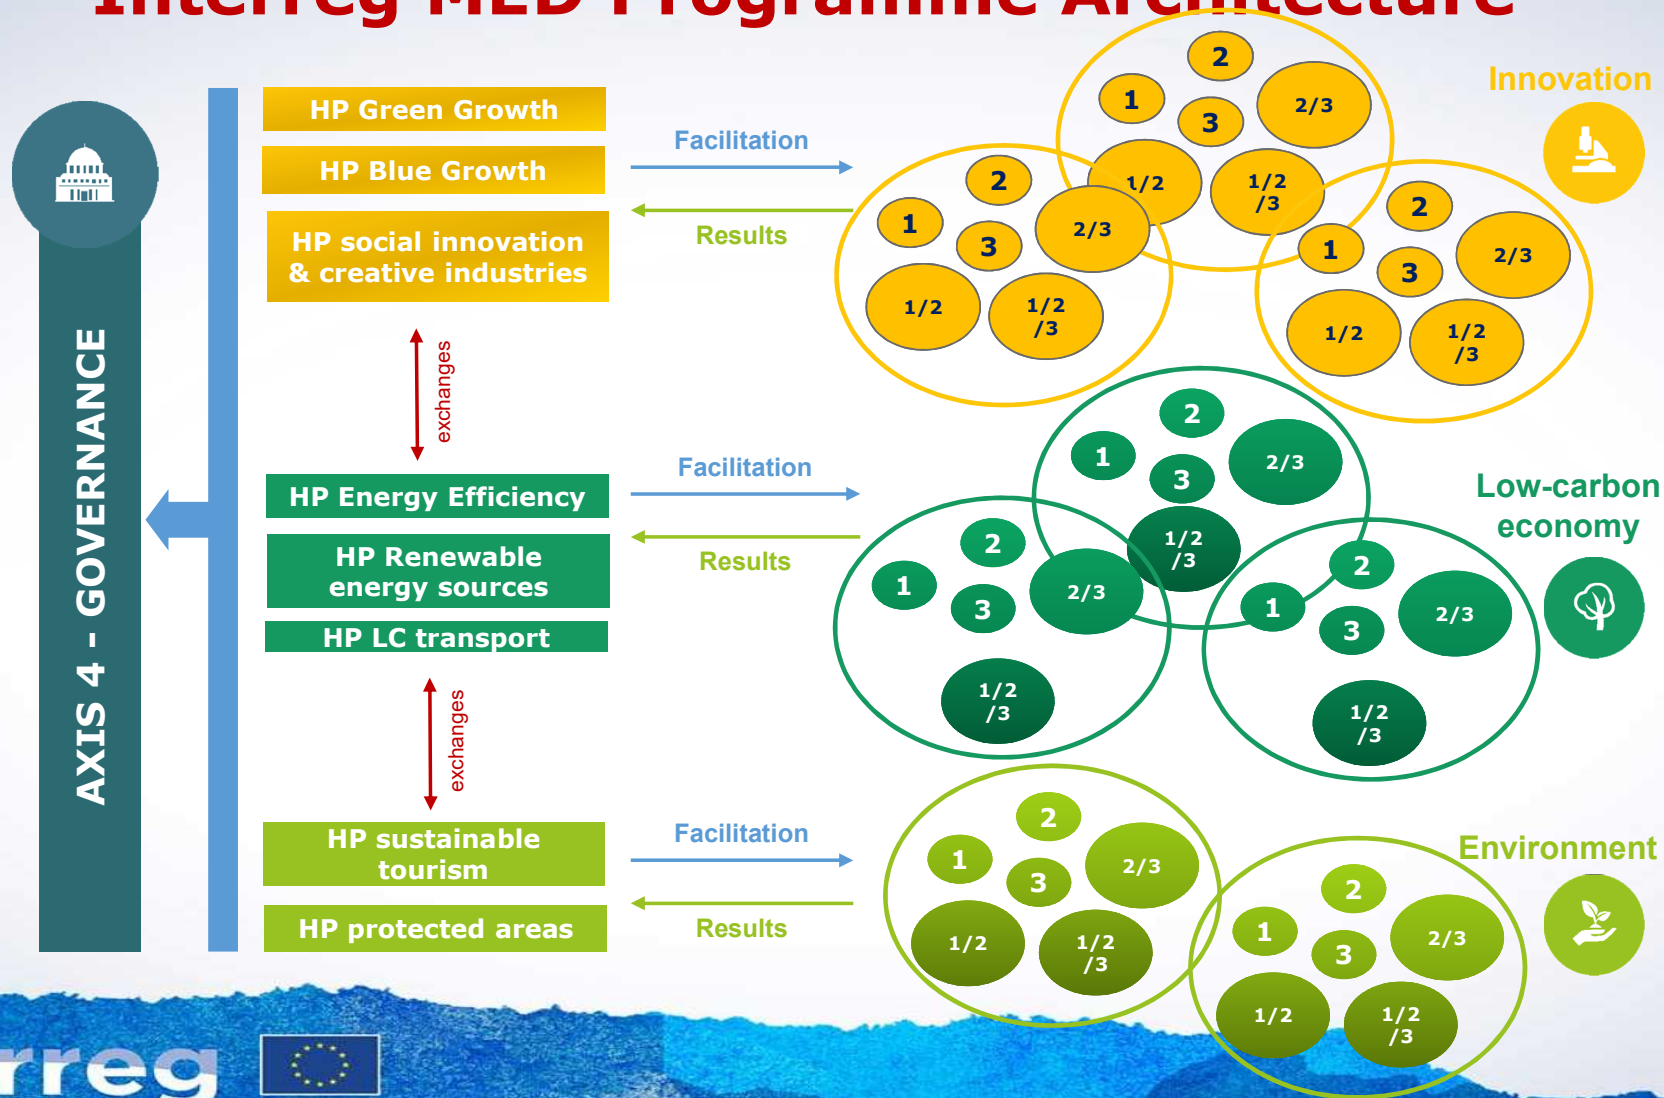 Interreg MED Programme Architecture
AXIS 4 - GOVERNANCE
HP Green Growth
HP Blue Growth
HP social innovation
& creative industries
exchanges
HP Energy Efficiency
HP Renewable
energy sources
HP LC transport
exchanges
HP sustainable
tourism
HP protected areas
Facilitation
Results
Facilitation
Results
Facilitation
Results
Innovation
2
1
3
2/3
1/2
1/2
/3
2
1
3
2/3
1/2
1/2
/3
2
1
3
2/3
1/2
1/2
/3
Low-carbon
economy
2
1
3
2/3
1/2
/3
2
1
3
2/3
1/2
/3
2
1
3
2/3
1/2
/3
Environment
2
1
3
2/3
1/2
1/2
/3
2
1
3
2/3
1/2
1/2
/3
rreg